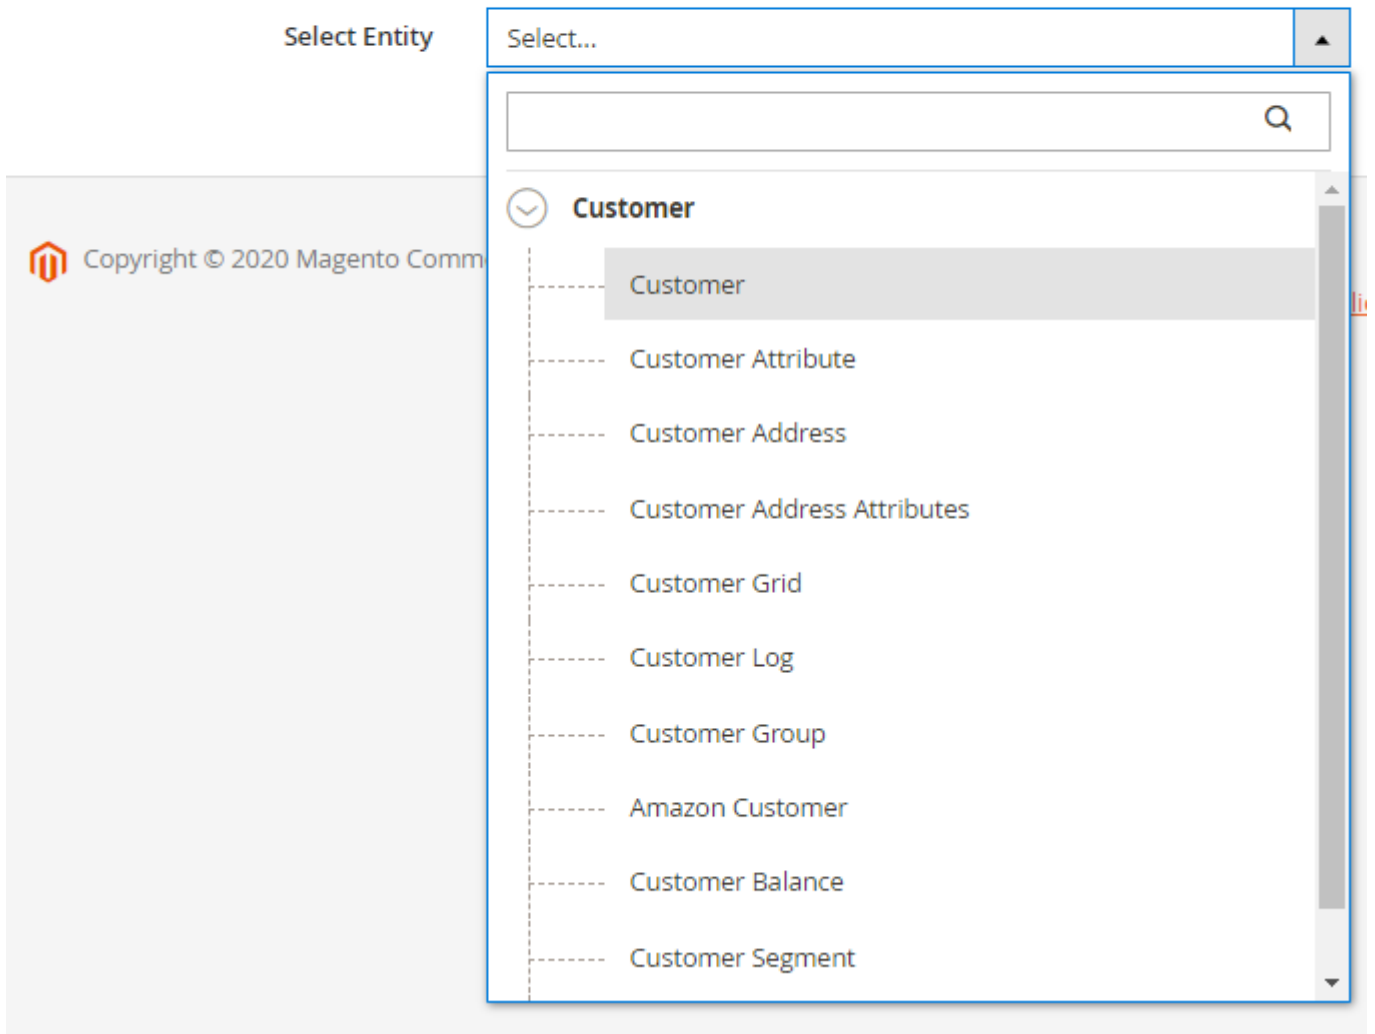 Select Entity
Select...
Customer
Copyright © 2020 Magento
Customer
Customer Attribute
Customer Address
Customer Address Attributes
Customer Grid
Customer Log
Customer Group
Amazon Customer
Customer Balance
Customer Segment